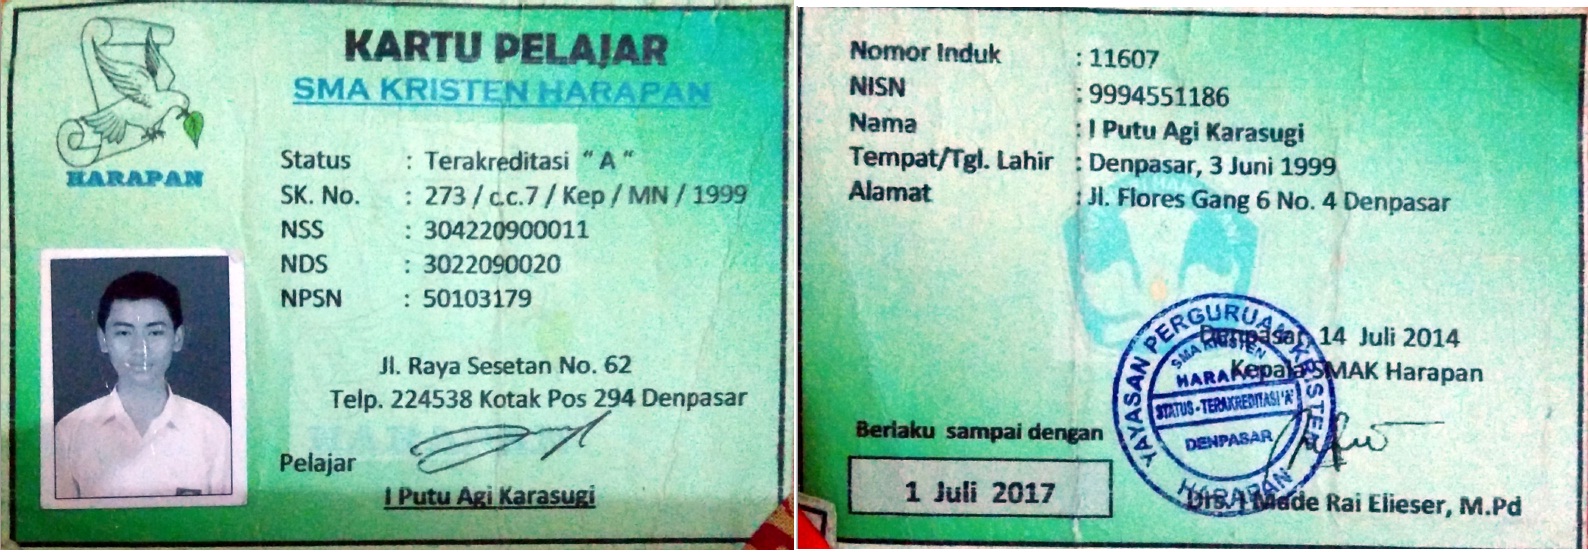 KARTU PELAJAR
SMA KRISTEN HARAPAN
HARAPAN
Status : Terakreditasi “ A “
SK. No. : 273 / c.c.7 / Kep / MN / 1999
NSS : 304220900011
NDS : 3022090020
NPSN : 50103179
Jl. Raya Sesetan No. 62
Telp. 224538 Kotak Pos 294 Denpasar
Pelajar
I Putu Agi Karasugi
Nomor Induk : 11607
NISN : 9994551186
Nama : I Putu Agi Karasugi
Tempat/Tgl. Lahir : Denpasar, 3 Juni 1999
Alamat : Jl. Flores Gang 6 No. 4 Denpasar
Denpasar, 14 Juli 2014
Kepala SMAK Harapan
YAYASAN PERGURUAN KRISTEN
SMA KRISTEN
HARAPAN
STATUS - TERAKREDITASI 'A'
DENPASAR
HARAPAN
Berlaku sampai dengan
1 Juli 2017
Drs. I Made Rai Elieser, M.Pd